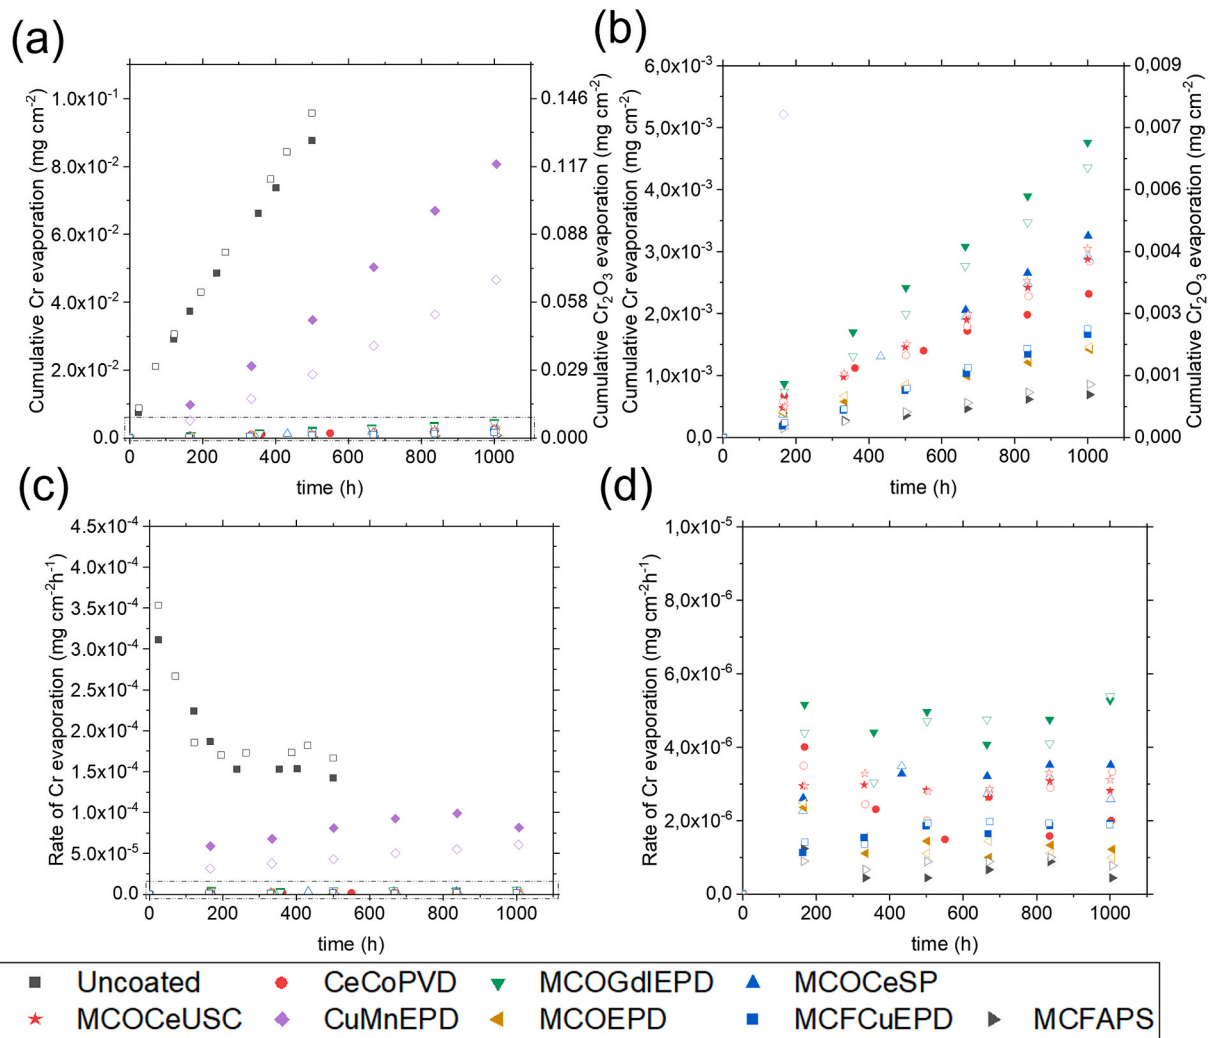 (a)
Cumulative Cr evaporation (mg cm-2)
1.0x10-1
8.0x10-2
6.0x10-2
4.0x10-2
2.0x10-2
0.0
0 200 400 600 800 1000
time (h)
0.146
0.117
0.088
0.058
0.029
0.000
Cumulative Cr2O3 evaporation (mg cm-2)
(b)
Cumulative Cr evaporation (mg cm-2)
6,0x10-3
5,0x10-3
4,0x10-3
3,0x10-3
2,0x10-3
1,0x10-3
0,0
0 200 400 600 800 1000
time (h)
0,009
0,007
0,006
0,004
0,003
0,001
0,000
Cumulative Cr2O3 evaporation (mg cm-2)
(c)
Rate of Cr evaporation (mg cm-2h-1)
4.5x10-4
4.0x10-4
3.5x10-4
3.0x10-4
2.5x10-4
2.0x10-4
1.5x10-4
1.0x10-4
5.0x10-5
0.0
0 200 400 600 800 1000
time (h)
(d)
Rate of Cr evaporation (mg cm-2h-1)
1,0x10-5
8,0x10-6
6,0x10-6
4,0x10-6
2,0x10-6
0,0
0 200 400 600 800 1000
time (h)
Uncoated CeCoPVD MCOGdIEPD MCOCeSP
MCOCeUSC CuMnEPD MCOEPD MCFCuEPD MCFAPS